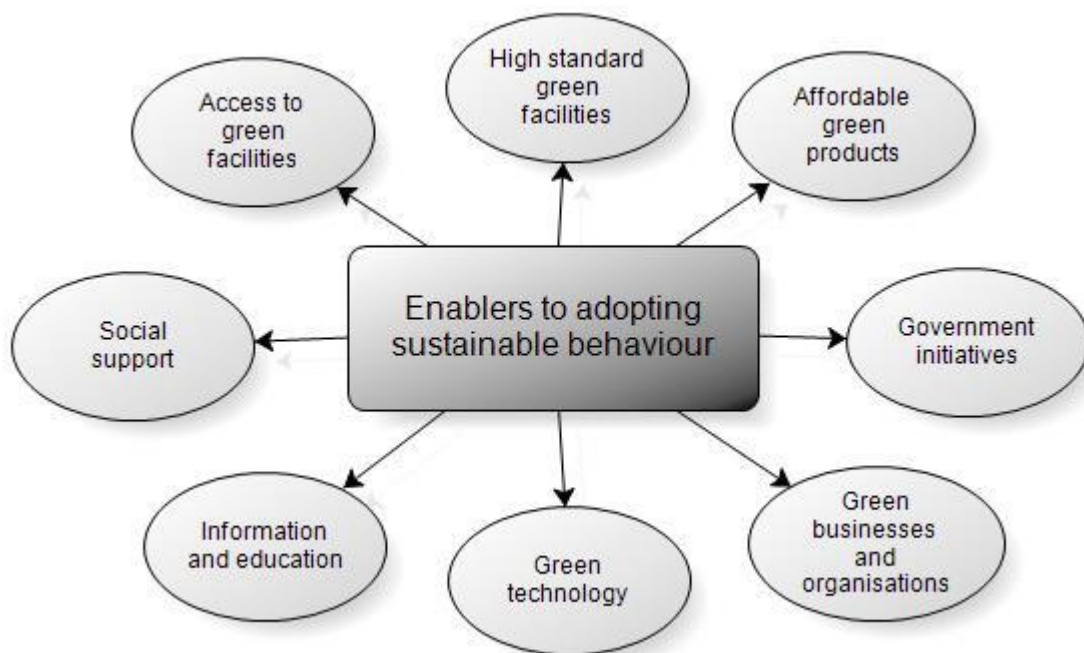 High standard
green
facilities
Access to
green
facilities
Affordable
green
products
Enablers to adopting
sustainable behaviour
Social
support
Government
initiatives
Information
and education
Green
technology
Green
businesses
and
organisations